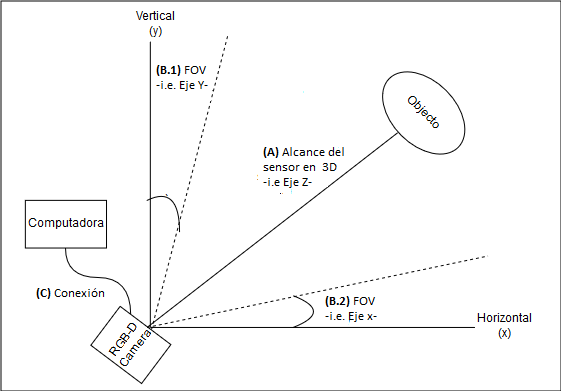 Vertical
(y)
(B.1) FOV
-i.e. Eje Y-
Objecto
(A) Alcance del
sensor en 3D
-i.e Eje Z-
Computadora
(C) Conexión
RGB-D
Camera
(B.2) FOV
-i.e. Eje x-
Horizontal
(x)